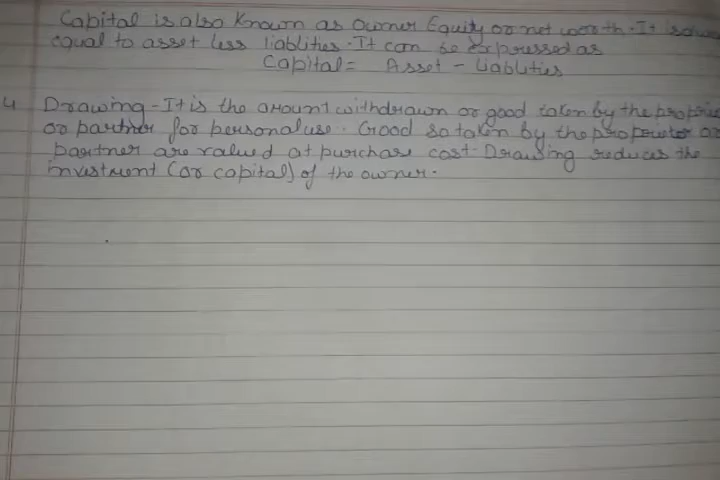 Capital is also known as owner Equity or net worth. It is
equal to asset less liablities. It can be expressed as
Capital = Asset - Liablities
4 Drawing - It is the amount withdrawn or good taken by the
or partner for personal use. Good so taken by the proprietor or
partner are valued at purchase cost. Drawing reduces the
investment (or capital) of the owner.